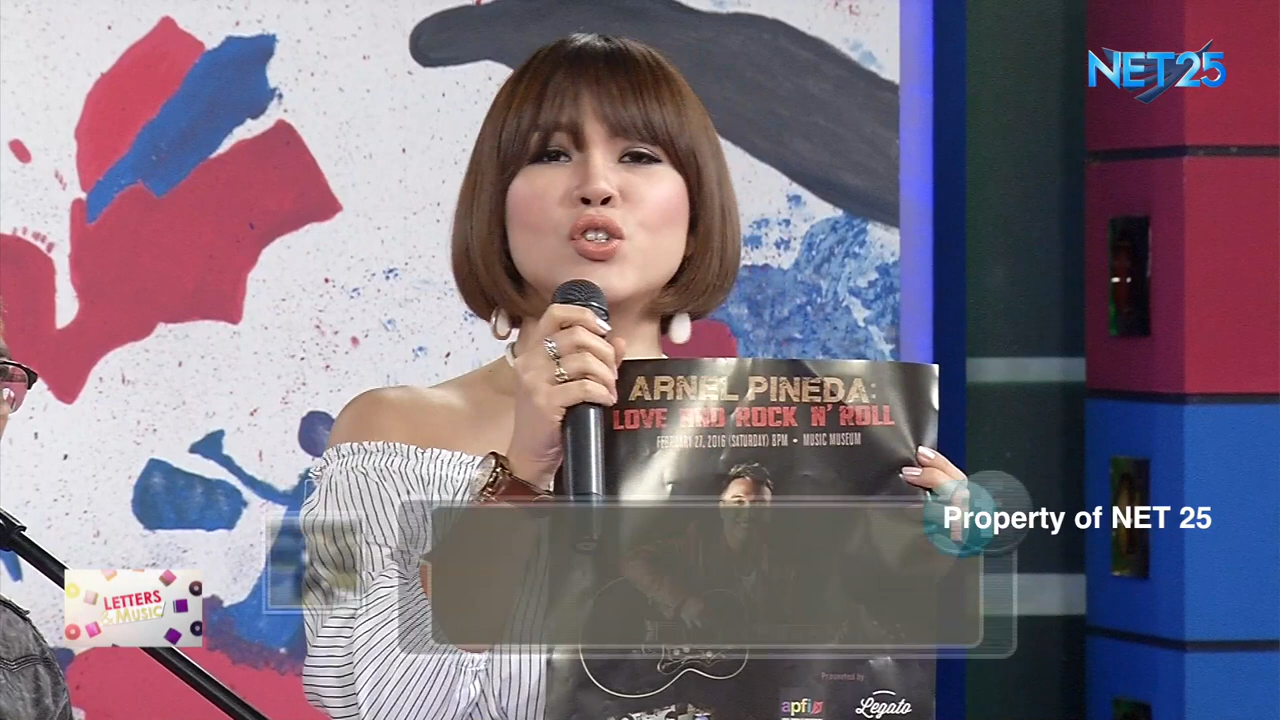 NET25
ARNEL PINEDA:
LOVE AND ROCK N' ROLL
FEBRUARY 27, 2016 (SATURDAY) 8PM • MUSIC MUSEUM
Property of NET 25
LETTERS
& MUSIC
Presented by
apfi
Legato